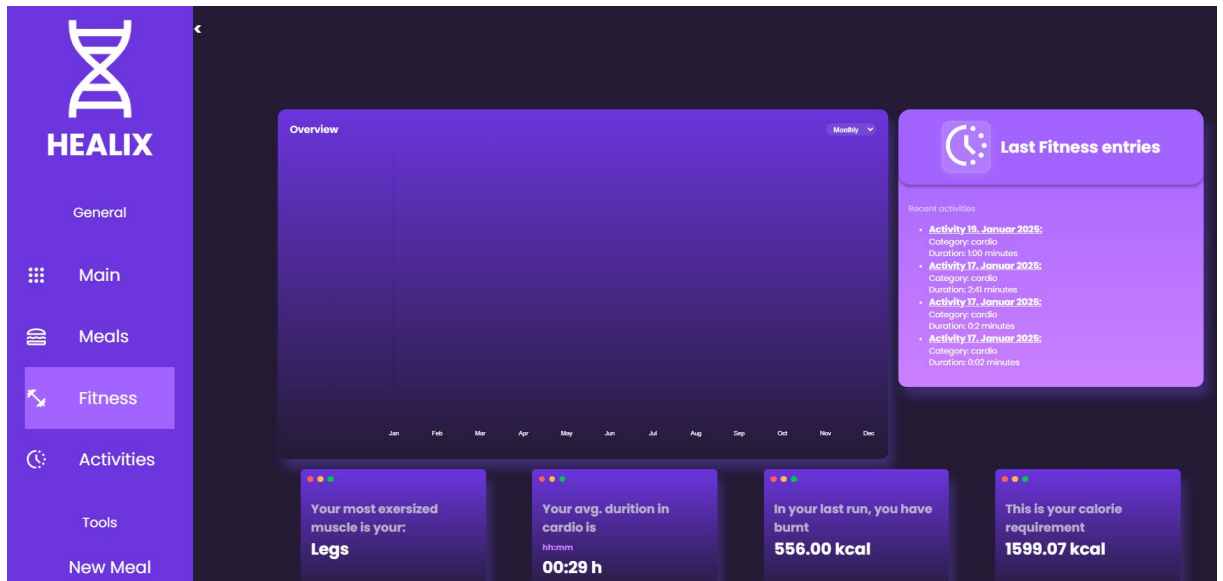 HEALIX
General
Main
Meals
Fitness
Activities
Tools
New Meal
Overview
Monthly
Jan Feb Mar Apr May Jun Jul Aug Sep Oct Nov Dec
Last Fitness entries
Recent activities
Activity 19. Januar 2025:
Category: cardio
Duration: 1:00 minutes
Activity 17. Januar 2025:
Category: cardio
Duration: 2:41 minutes
Activity 17. Januar 2025:
Category: cardio
Duration: 0:2 minutes
Activity 17. Januar 2025:
Category: cardio
Duration: 0:02 minutes
Your most exersized
muscle is your:
Legs
Your avg. durition in
cardio is
hh:mm
00:29 h
In your last run, you have
burnt
556.00 kcal
This is your calorie
requirement
1599.07 kcal